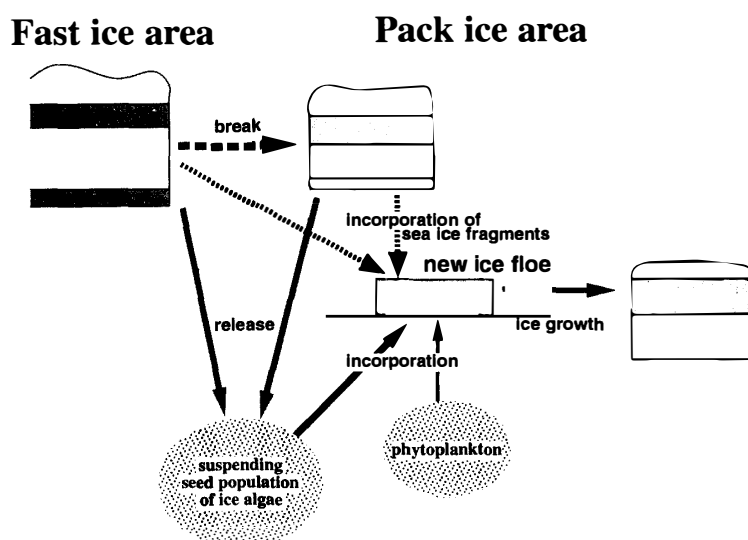 Fast ice area
Pack ice area
break
incorporation of
sea ice fragments
new ice floe
ice growth
release
incorporation
phytoplankton
suspending
seed population
of ice algae